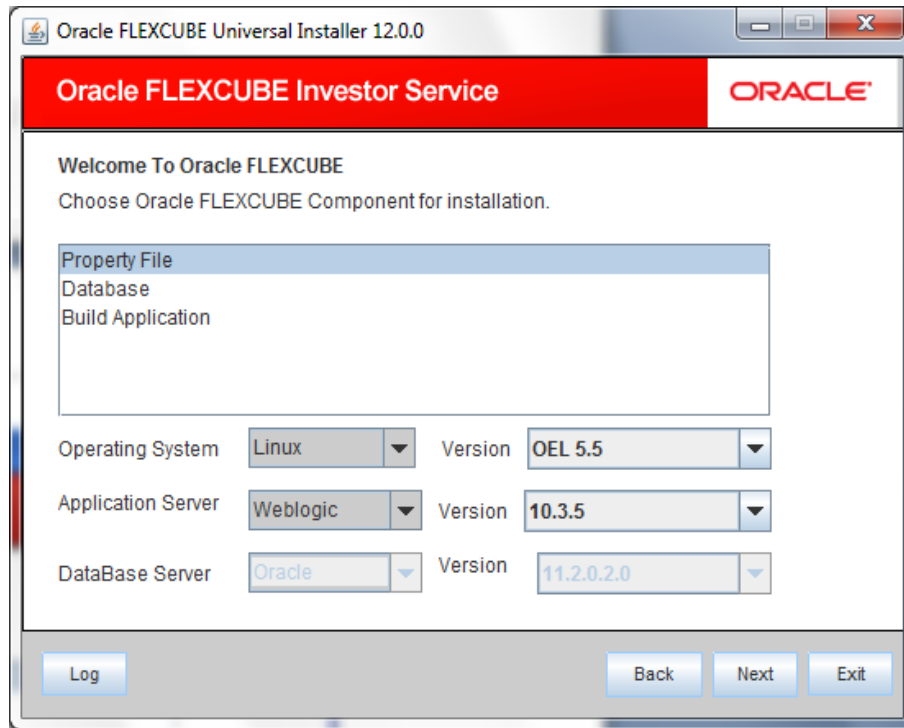 Oracle FLEXCUBE Universal Installer 12.0.0
Oracle FLEXCUBE Investor Service ORACLE
Welcome To Oracle FLEXCUBE
Choose Oracle FLEXCUBE Component for installation.
Property File
Database
Build Application
Operating System Linux Version OEL 5.5
Application Server Weblogic Version 10.3.5
DataBase Server Oracle Version 11.2.0.2.0
Log Back Next Exit